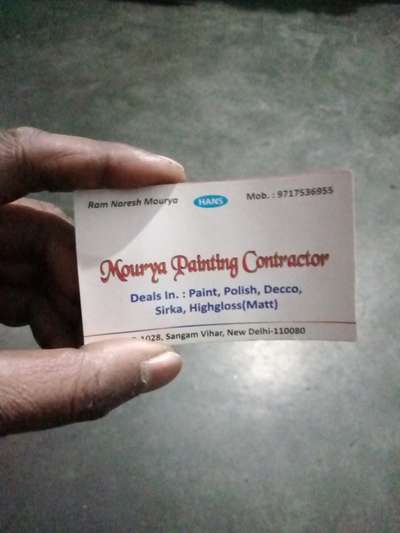 Ram Naresh Mourya HANS Mob. : 9717536955
Mourya Painting Contractor
Deals In. : Paint, Polish, Decco,
Sirka, Highgloss(Matt)
1028, Sangam Vihar, New Delhi-110080